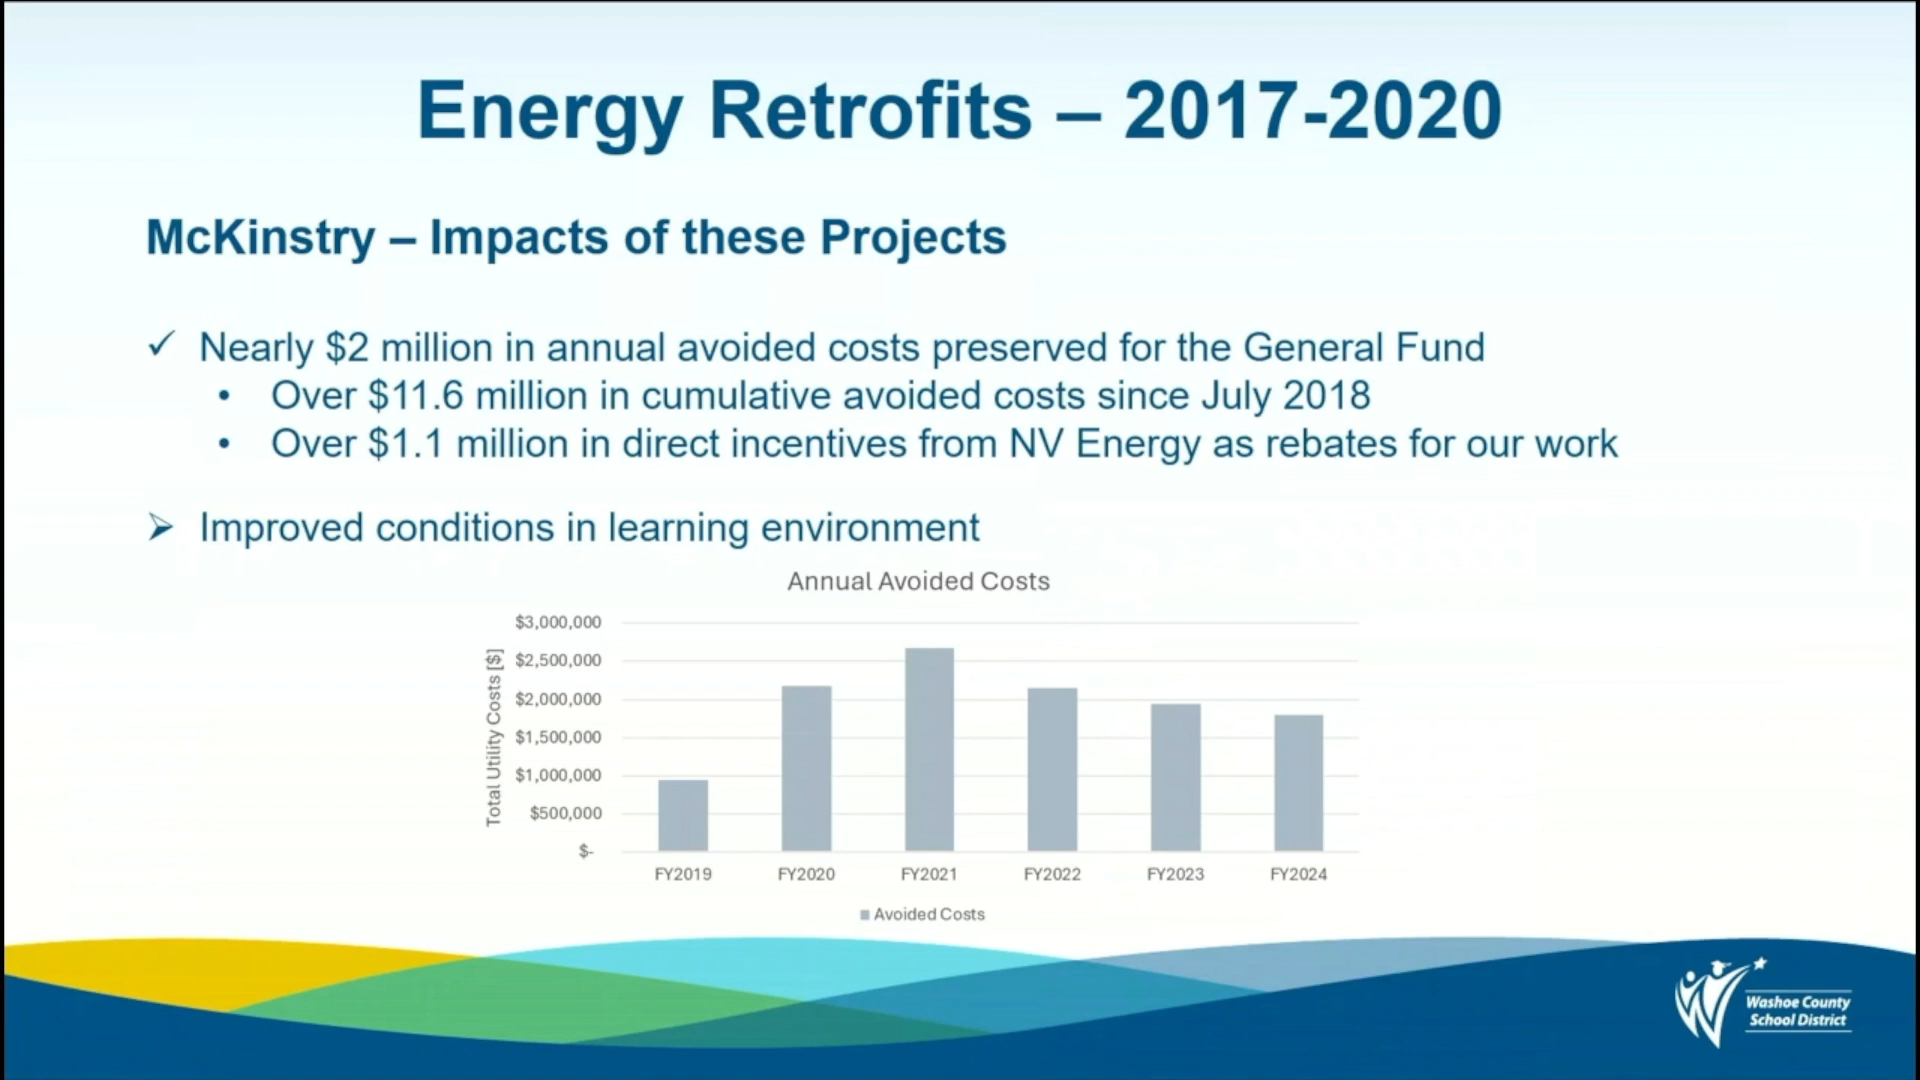 Energy Retrofits – 2017-2020
McKinstry – Impacts of these Projects
✓ Nearly $2 million in annual avoided costs preserved for the General Fund
• Over $11.6 million in cumulative avoided costs since July 2018
• Over $1.1 million in direct incentives from NV Energy as rebates for our work
➢ Improved conditions in learning environment
Annual Avoided Costs
Total Utility Costs [$]
$3,000,000
$2,500,000
$2,000,000
$1,500,000
$1,000,000
$500,000
$-
FY2019 FY2020 FY2021 FY2022 FY2023 FY2024
Avoided Costs
Washoe County
School District